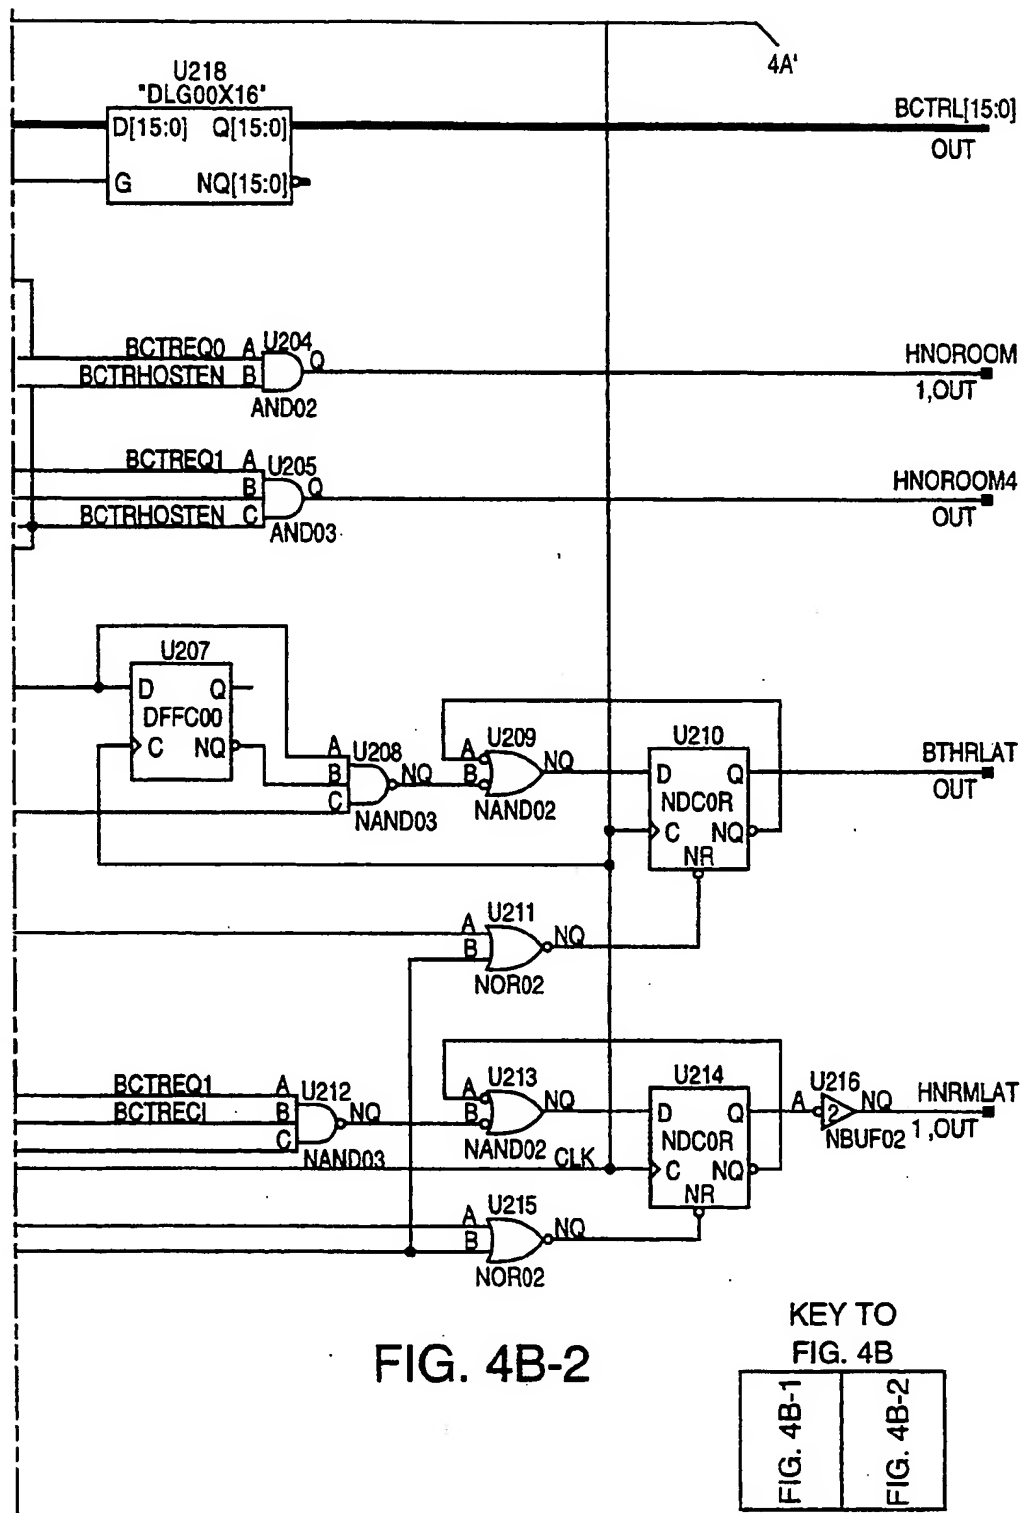 4A'
U218
"DLG00X16"
D[15:0] Q[15:0]
G NQ[15:0]
BCTRL[15:0]
OUT
BCTREQ0 A U204 Q
BCTRHOSTEN B
AND02
HNOROOM
1,OUT
BCTREQ1 A U205 Q
B
BCTRHOSTEN C
AND03
HNOROOM4
OUT
U207
D Q
DFFC00
C NQ
A U208
B NQ
C
NAND03
U209
A
B NQ
NAND02
U210
D Q
NDC0R
C NQ
NR
BTHRLAT
OUT
A U211
B NQ
NOR02
BCTREQ1 A U212
BCTRECI B NQ
C
NAND03
U213
A
B NQ
NAND02
CLK
U214
D Q
NDC0R
C NQ
NR
U216
A 2 NQ
NBUF02
HNRMLAT
1,OUT
U215
A
B NQ
NOR02
FIG. 4B-2
KEY TO
FIG. 4B
FIG. 4B-1
FIG. 4B-2